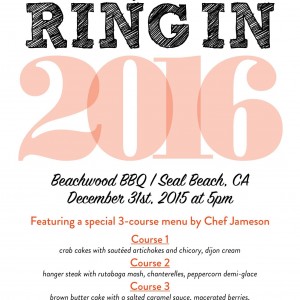 RING IN
2016
Beachwood BBQ / Seal Beach, CA
December 31st, 2015 at 5pm
Featuring a special 3-course menu by Chef Jameson
Course 1
crab cakes with sautéed artichokes and chicory, dijon cream
Course 2
hanger steak with rutabaga mash, chanterelles, peppercorn demi-glace
Course 3
brown butter cake with a salted caramel sauce, macerated berries,